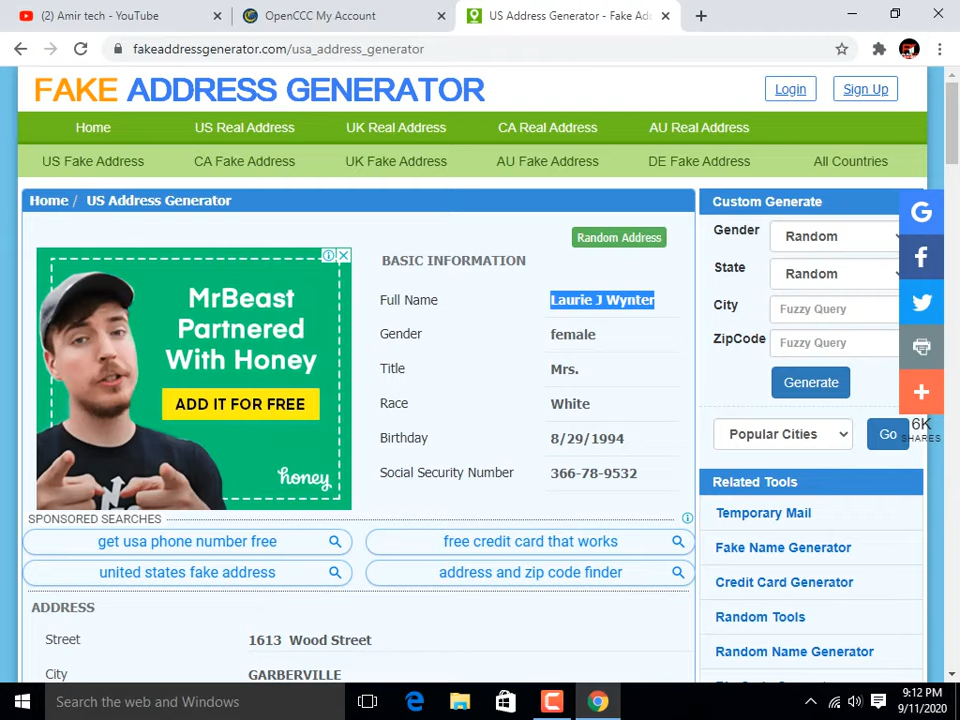 (2) Amir tech - YouTube
OpenCCC My Account
US Address Generator - Fake Add
fakeaddressgenerator.com/usa_address_generator
FAKE ADDRESS GENERATOR
Login
Sign Up
Home
US Real Address
UK Real Address
CA Real Address
AU Real Address
US Fake Address
CA Fake Address
UK Fake Address
AU Fake Address
DE Fake Address
All Countries
Home / US Address Generator
Random Address
MrBeast
Partnered
With Honey
ADD IT FOR FREE
honey
BASIC INFORMATION
Full Name Laurie J Wynter
Gender female
Title Mrs.
Race White
Birthday 8/29/1994
Social Security Number 366-78-9532
SPONSORED SEARCHES
get usa phone number free
free credit card that works
united states fake address
address and zip code finder
ADDRESS
Street 1613 Wood Street
City GARBERVILLE
Custom Generate
Gender Random
State Random
City Fuzzy Query
ZipCode Fuzzy Query
Generate
Popular Cities
Go
6K
SHARES
Related Tools
Temporary Mail
Fake Name Generator
Credit Card Generator
Random Tools
Random Name Generator
Search the web and Windows
9:12 PM
9/11/2020